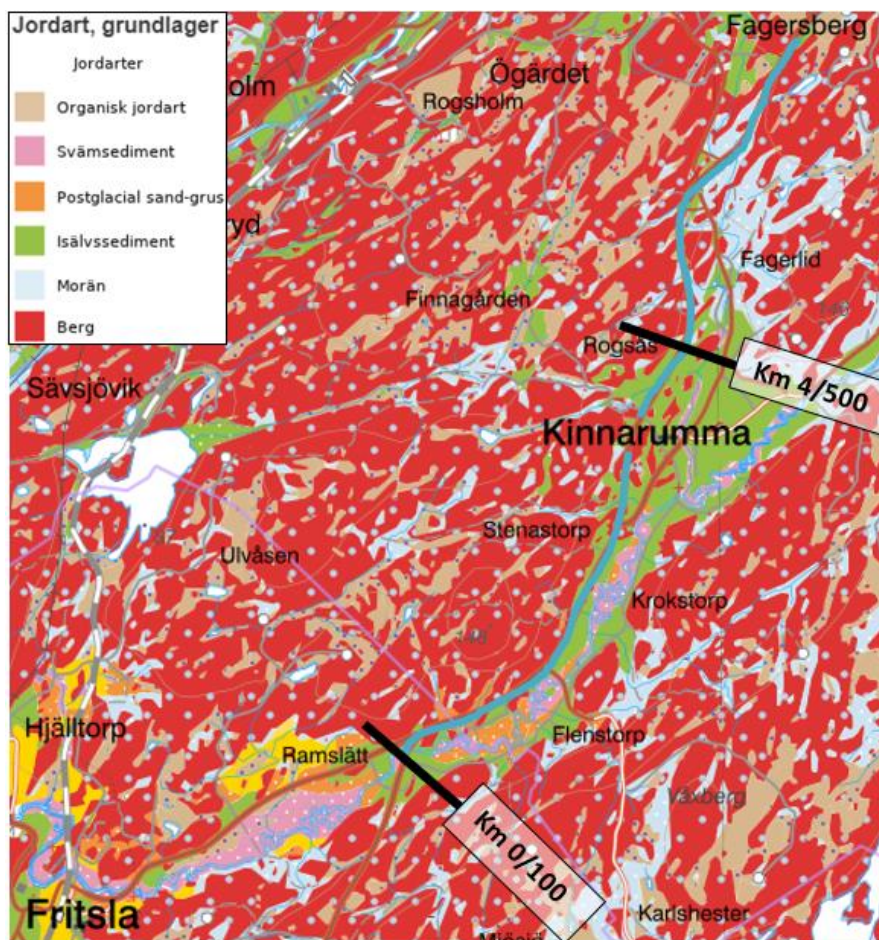 Jordart, grundlager
Jordarter
Organisk jordart
Svämsediment
Postglacial sand-grus
Isälvssediment
Morän
Berg
Fagersberg
Ögärdet
olm
Rogsholm
ryd
Fagerlid
Finnagården
Rogsås
Km 4/500
Sävsjövik
Kinnarumma
Stenastorp
Ulvåsen
Krokstorp
Hjälltorp
Ramslätt
Flenstorp
Växberg
Km 0/100
Fritsla
Karlshester